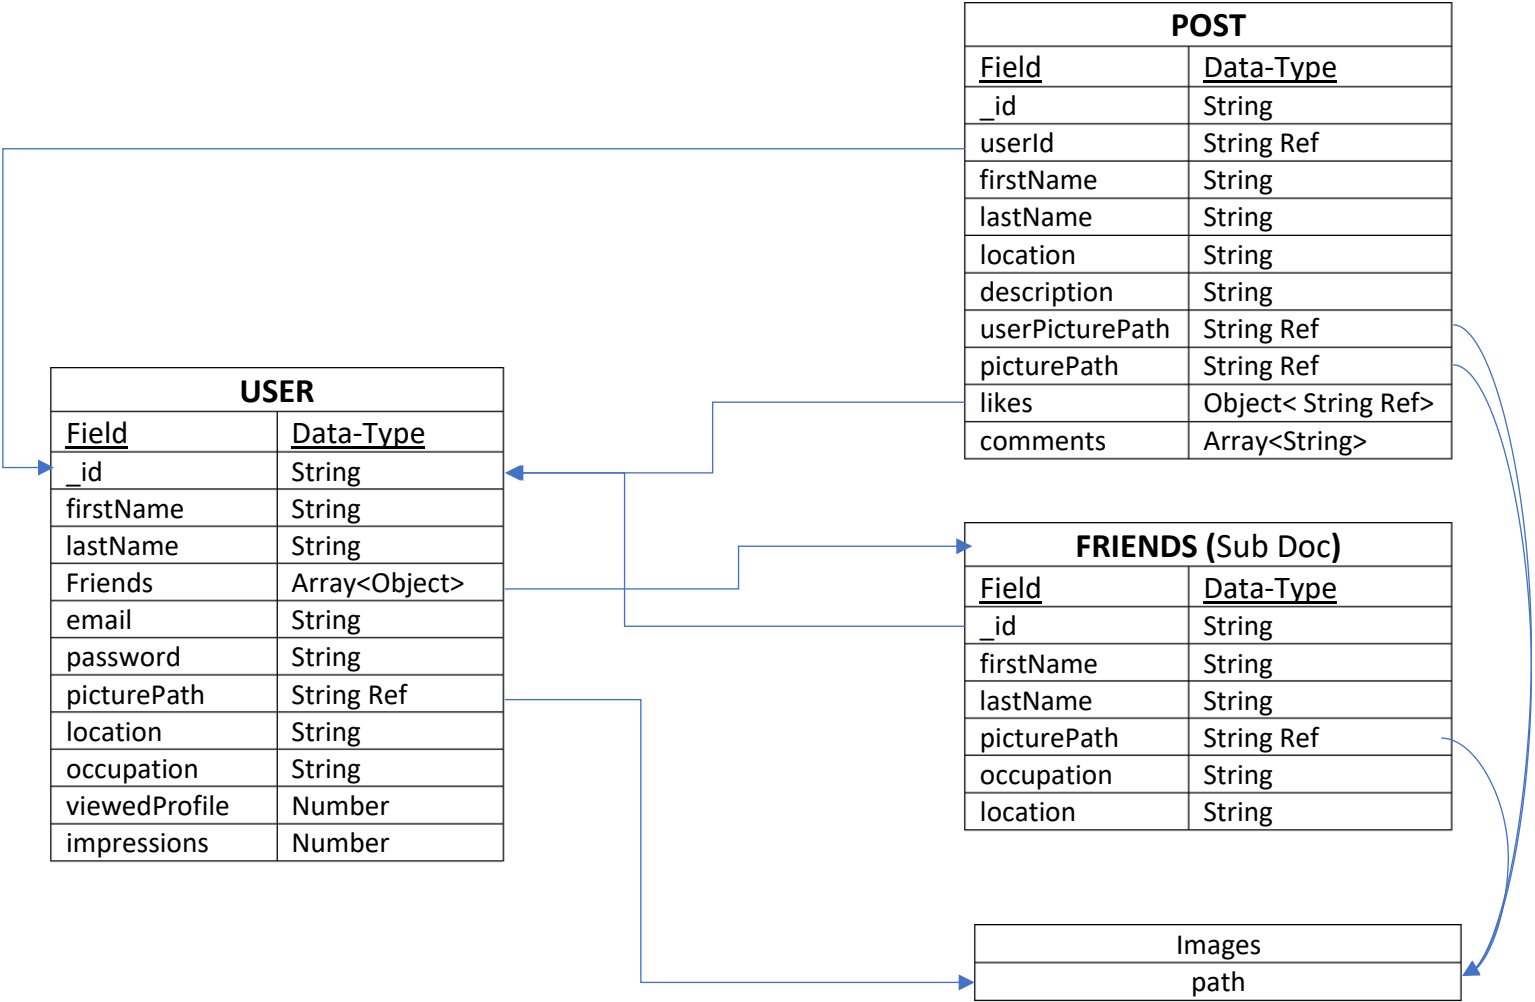 POST
Field Data-Type
_id String
userId String Ref
firstName String
lastName String
location String
description String
userPicturePath String Ref
picturePath String Ref
likes Object< String Ref>
comments Array<String>
USER
Field Data-Type
_id String
firstName String
lastName String
Friends Array<Object>
email String
password String
picturePath String Ref
location String
occupation String
viewedProfile Number
impressions Number
FRIENDS (Sub Doc)
Field Data-Type
_id String
firstName String
lastName String
picturePath String Ref
occupation String
location String
Images
path